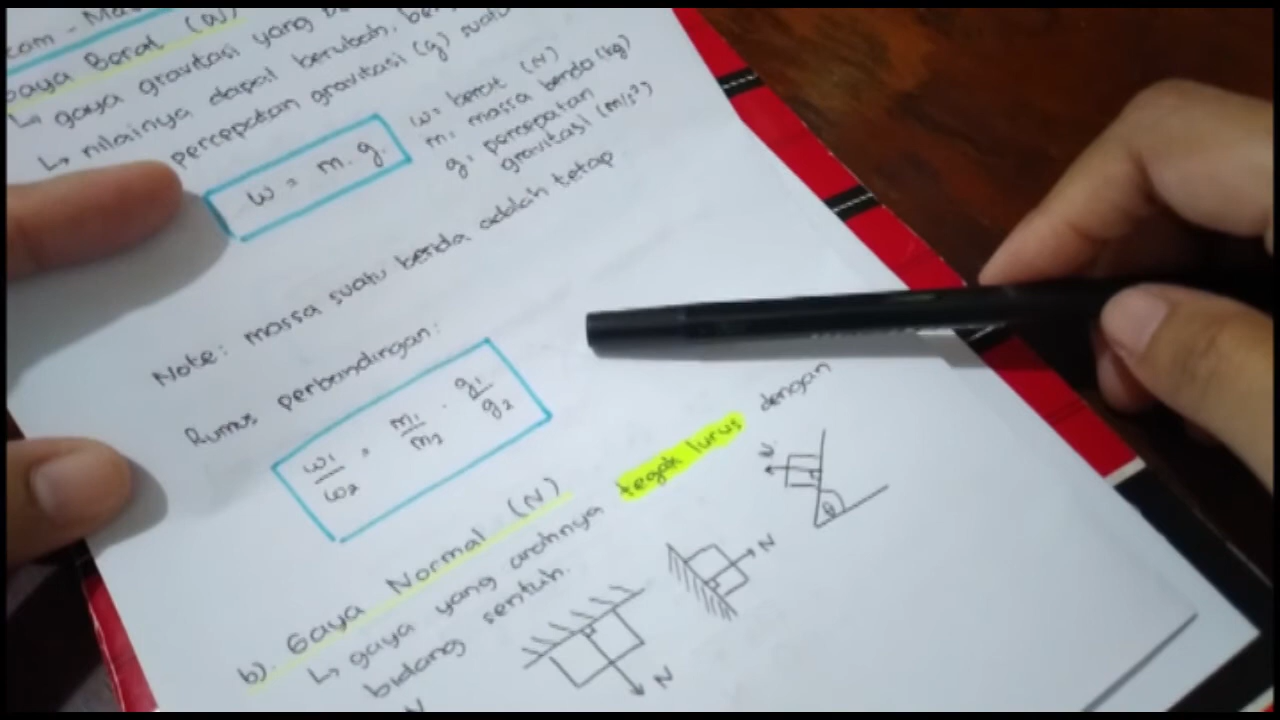 Gaya Berat (W)
↳ gaya gravitasi yang
↳ nilainya dapat berubah,
percepatan gravitasi (g) suatu
w = m . g.
w = berat (N)
m: massa benda (kg)
g: percepatan
gravitasi (m/s²)
Note: massa suatu benda adalah tetap
Rumus perbandingan:
w₁/w₂ = m₁/m₂ . g₁/g₂
b). Gaya Normal (N)
↳ gaya yang arahnya tegak lurus dengan
bidang sentuh.
N
N
N
θ